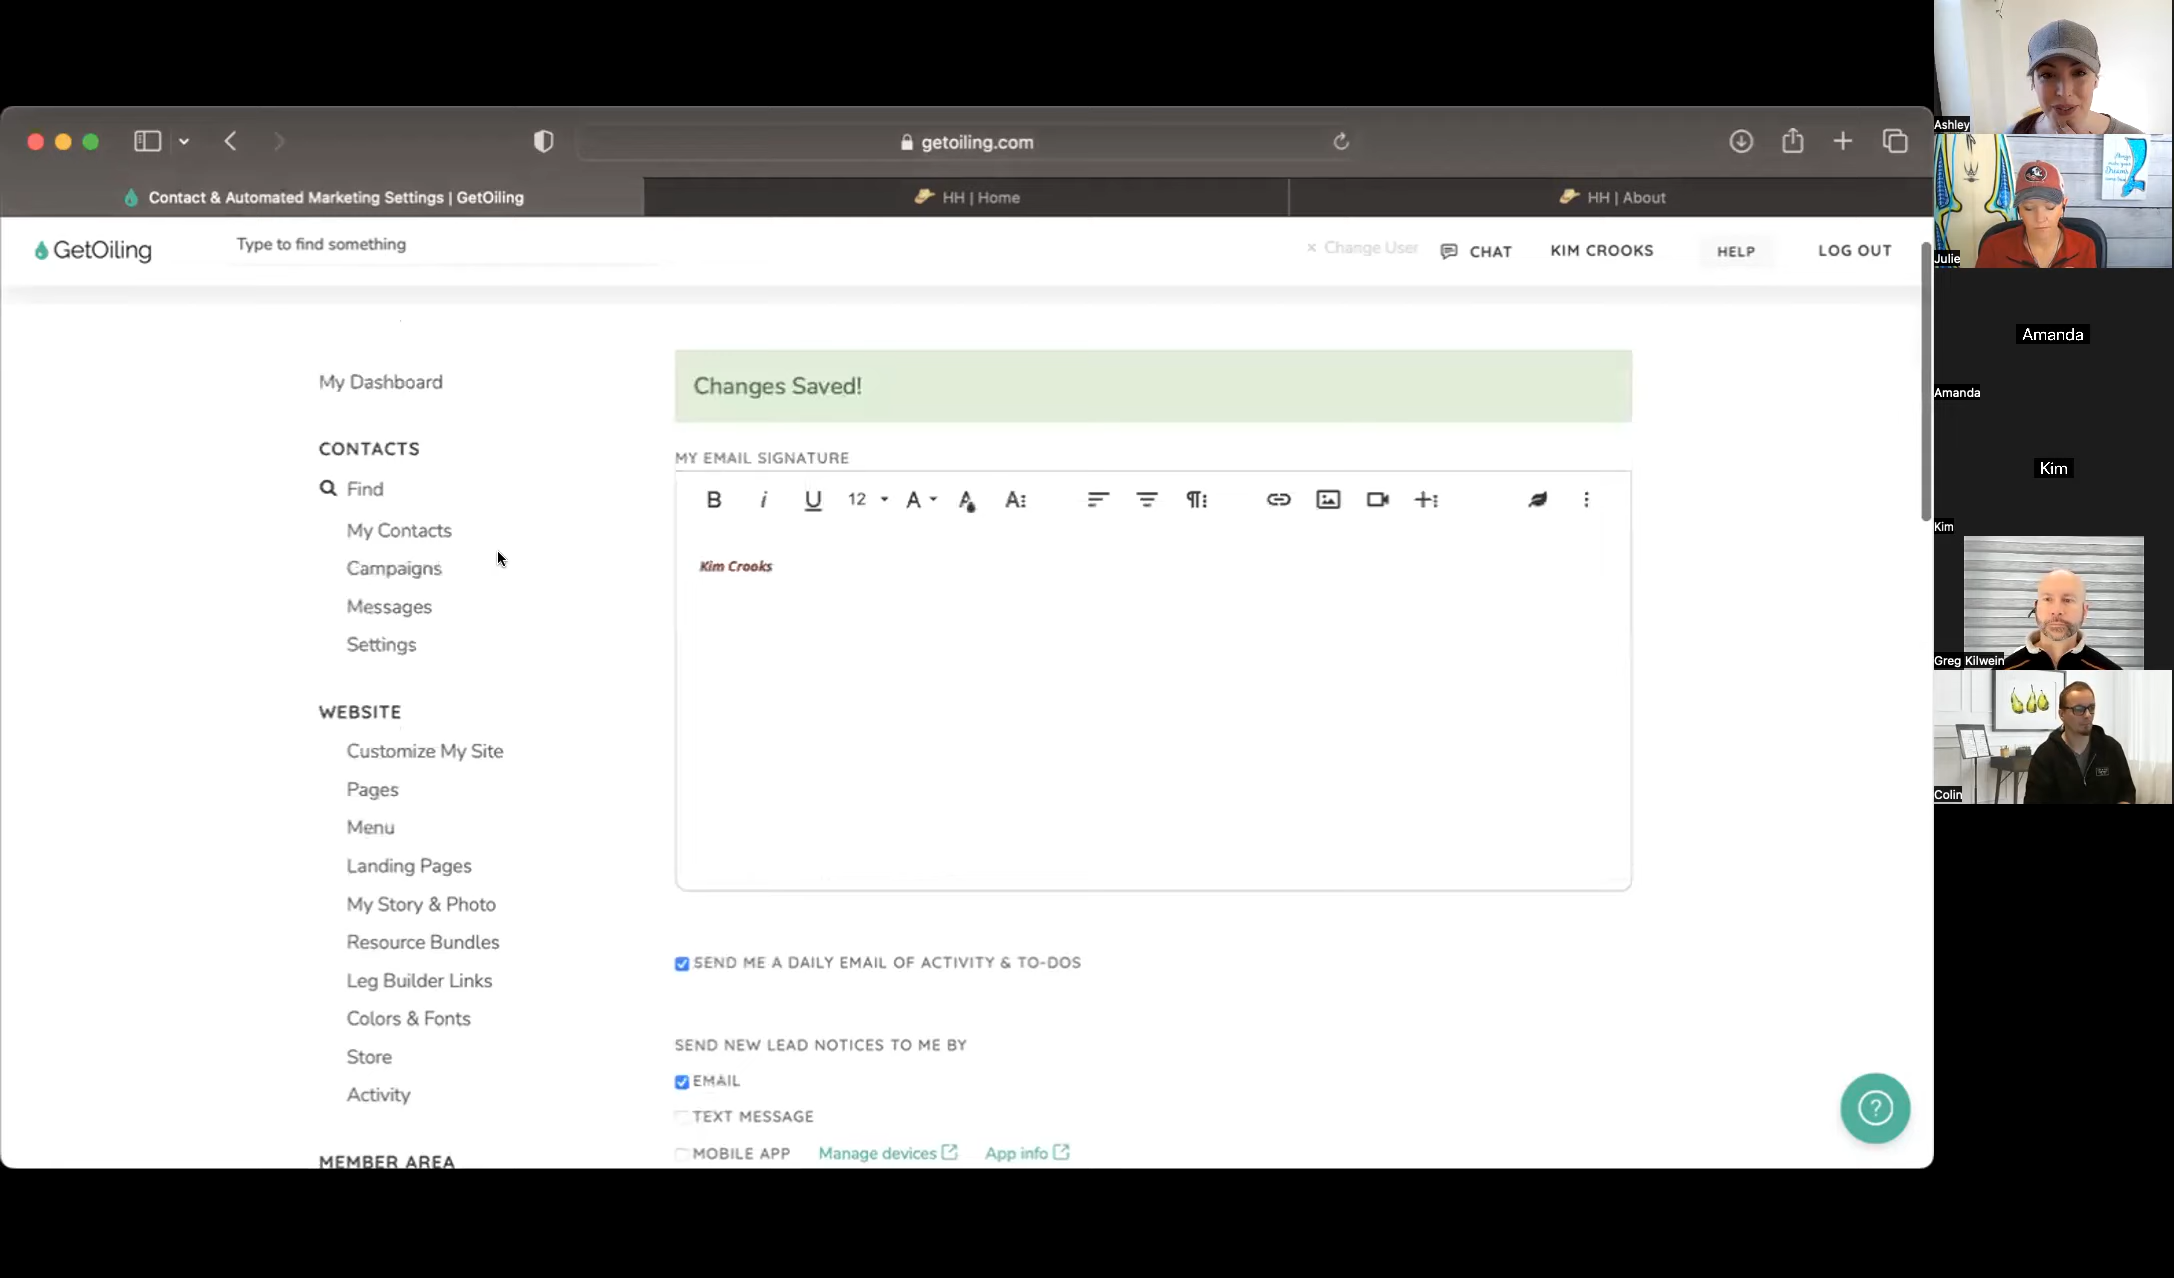 getoiling.com
Contact & Automated Marketing Settings | GetOiling
HH | Home
HH | About
GetOiling
Type to find something
× Change User
CHAT
KIM CROOKS
HELP
LOG OUT
My Dashboard
CONTACTS
Find
My Contacts
Campaigns
Messages
Settings
WEBSITE
Customize My Site
Pages
Menu
Landing Pages
My Story & Photo
Resource Bundles
Leg Builder Links
Colors & Fonts
Store
Activity
MEMBER AREA
Changes Saved!
MY EMAIL SIGNATURE
B i U 12 A A A
Kim Crooks
SEND ME A DAILY EMAIL OF ACTIVITY & TO-DOS
SEND NEW LEAD NOTICES TO ME BY
EMAIL
TEXT MESSAGE
MOBILE APP Manage devices App info
?
Ashley
Julie
Amanda
Amanda
Kim
Kim
Greg Kilwein
Colin